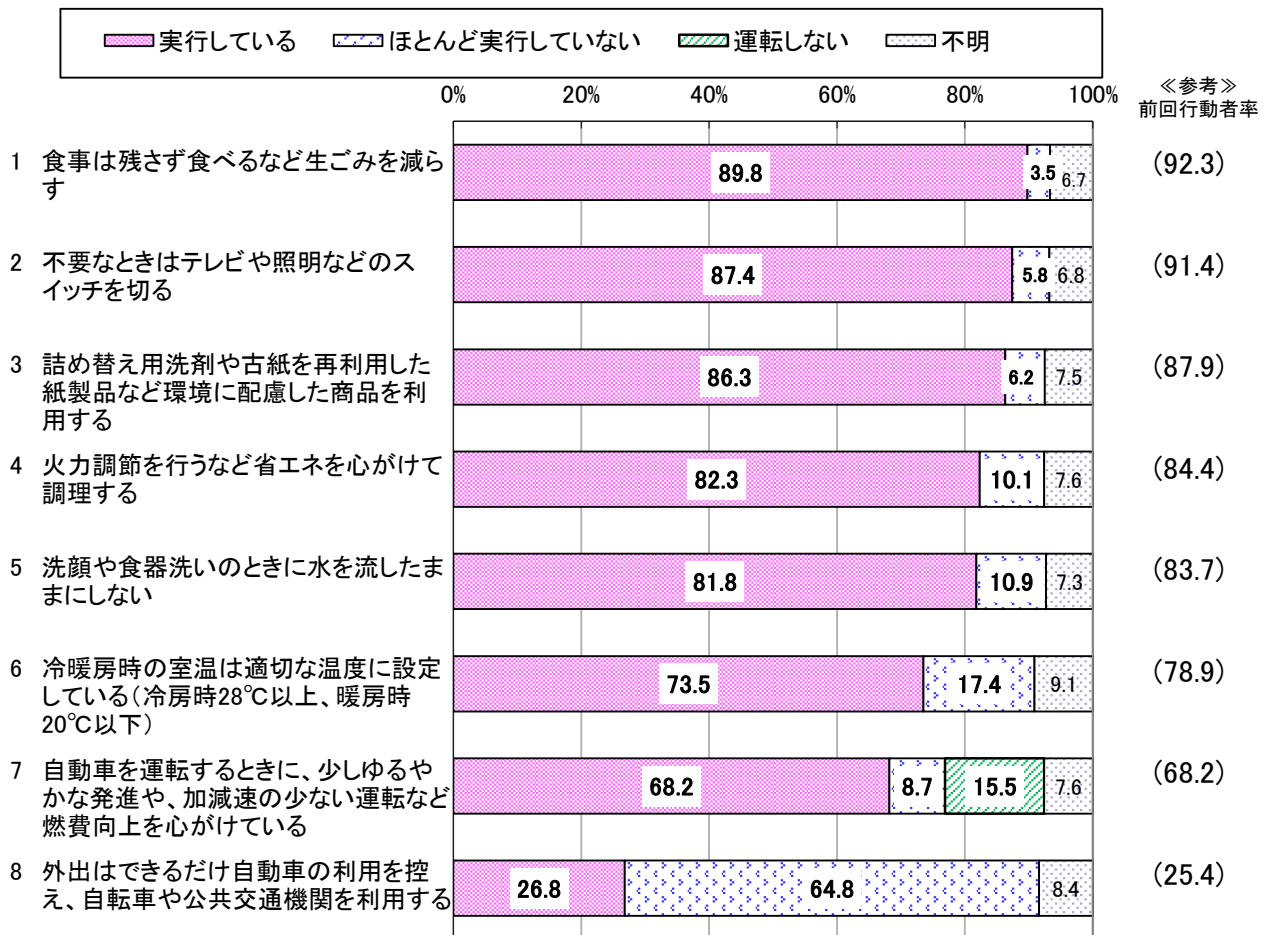 実行している ほとんど実行していない 運転しない 不明
0% 20% 40% 60% 80% 100%
≪参考≫
前回行動者率
1 食事は残さず食べるなど生ごみを減ら
す
89.8 3.5 6.7 (92.3)
2 不要なときはテレビや照明などのス
イッチを切る
87.4 5.8 6.8 (91.4)
3 詰め替え用洗剤や古紙を再利用した
紙製品など環境に配慮した商品を利
用する
86.3 6.2 7.5 (87.9)
4 火力調節を行うなど省エネを心がけて
調理する
82.3 10.1 7.6 (84.4)
5 洗顔や食器洗いのときに水を流したま
まにしない
81.8 10.9 7.3 (83.7)
6 冷暖房時の室温は適切な温度に設定
している(冷房時28℃以上、暖房時
20℃以下)
73.5 17.4 9.1 (78.9)
7 自動車を運転するときに、少しゆるや
かな発進や、加減速の少ない運転など
燃費向上を心がけている
68.2 8.7 15.5 7.6 (68.2)
8 外出はできるだけ自動車の利用を控
え、自転車や公共交通機関を利用する
26.8 64.8 8.4 (25.4)